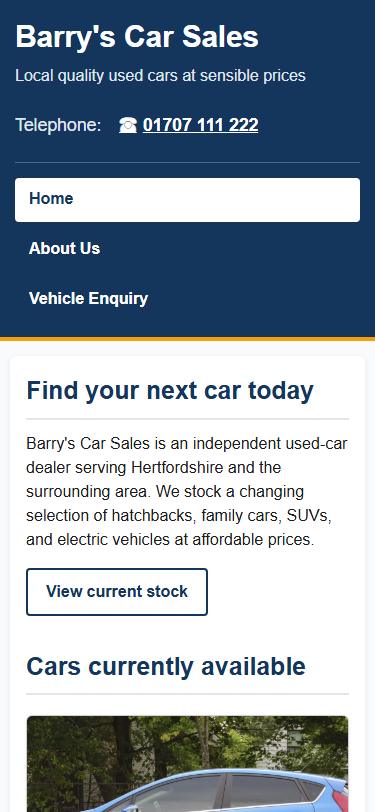 Barry's Car Sales
Local quality used cars at sensible prices
Telephone: ☎ 01707 111 222
Home
About Us
Vehicle Enquiry
Find your next car today
Barry's Car Sales is an independent used-car
dealer serving Hertfordshire and the
surrounding area. We stock a changing
selection of hatchbacks, family cars, SUVs,
and electric vehicles at affordable prices.
View current stock
Cars currently available